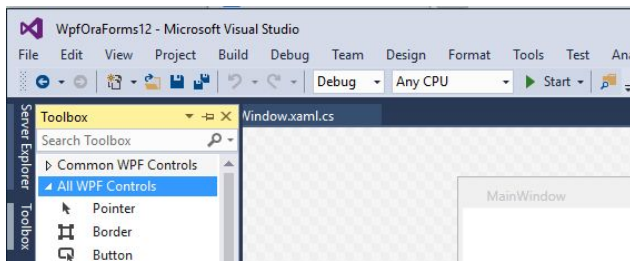 WpfOraForms12 - Microsoft Visual Studio
File Edit View Project Build Debug Team Design Format Tools Test
Debug Any CPU Start
Server Explorer
Toolbox
Toolbox
Window.xaml.cs
Search Toolbox
Common WPF Controls
All WPF Controls
MainWindow
Pointer
Border
Button